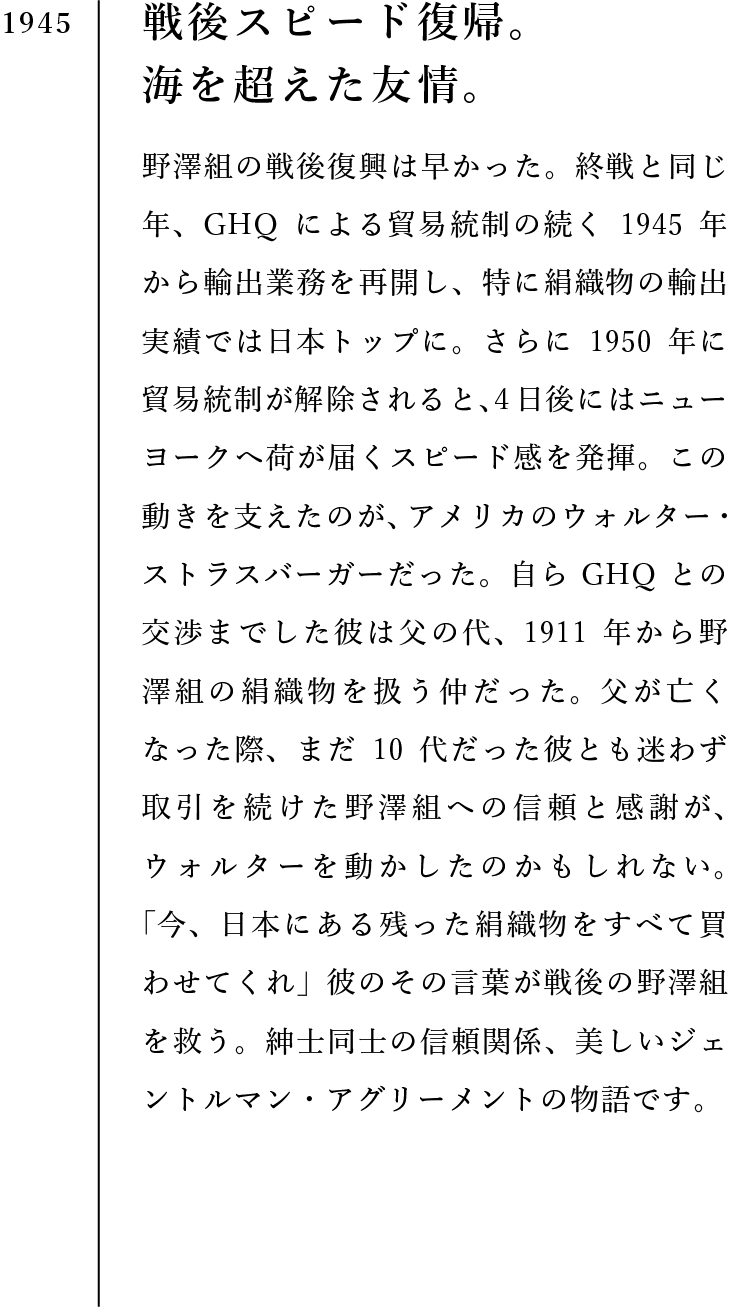 1945
戦後スピード復帰。
海を超えた友情。
野澤組の戦後復興は早かった。終戦と同じ
年、GHQ による貿易統制の続く 1945 年
から輸出業務を再開し、特に絹織物の輸出
実績では日本トップに。さらに 1950 年に
貿易統制が解除されると、4日後にはニュー
ヨークへ荷が届くスピード感を発揮。この
動きを支えたのが、アメリカのウォルター・
ストラスバーガーだった。自ら GHQ との
交渉までした彼は父の代、1911 年から野
澤組の絹織物を扱う仲だった。父が亡く
なった際、まだ 10 代だった彼とも迷わず
取引を続けた野澤組への信頼と感謝が、
ウォルターを動かしたのかもしれない。
「今、日本にある残った絹織物をすべて買
わせてくれ」彼のその言葉が戦後の野澤組
を救う。紳士同士の信頼関係、美しいジェ
ントルマン・アグリーメントの物語です。